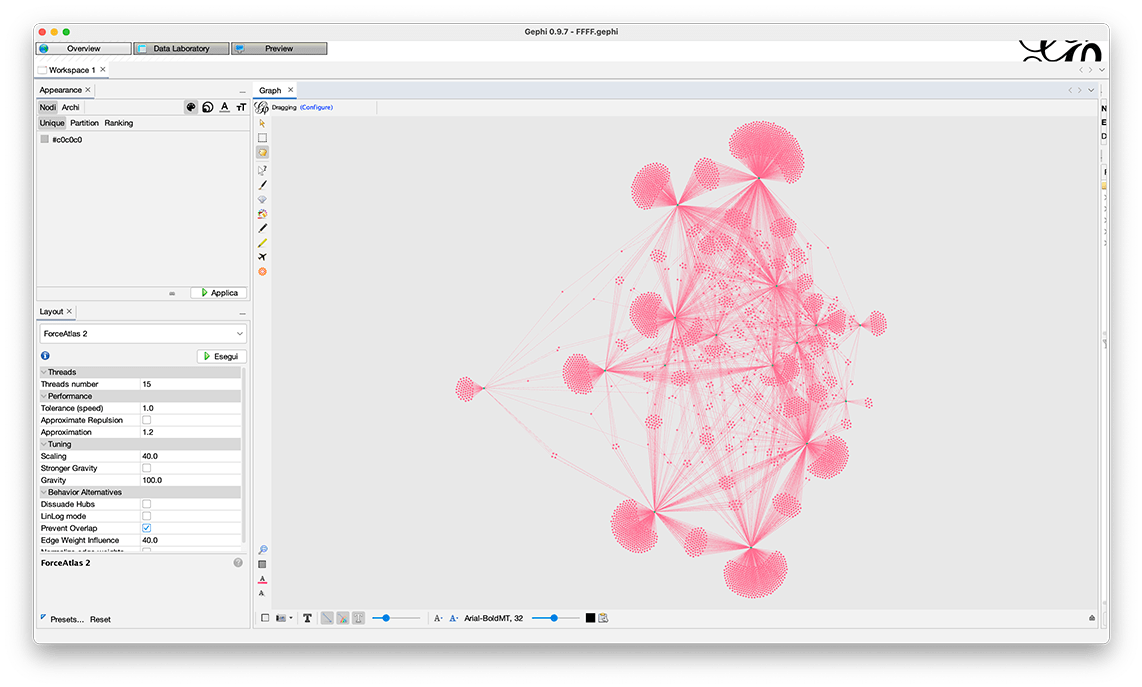 Gephi 0.9.7 - FFFF.gephi
Overview Data Laboratory Preview
Workspace 1
Appearance
Graph
Nodi Archi
Dragging (Configure)
Unique Partition Ranking
#c0c0c0
Applica
Layout
ForceAtlas 2
Esegui
Threads
Threads number 15
Performance
Tolerance (speed) 1.0
Approximate Repulsion
Approximation 1.2
Tuning
Scaling 40.0
Stronger Gravity
Gravity 100.0
Behavior Alternatives
Dissuade Hubs
LinLog mode
Prevent Overlap
Edge Weight Influence 40.0
ForceAtlas 2
Presets... Reset
Arial-BoldMT, 32